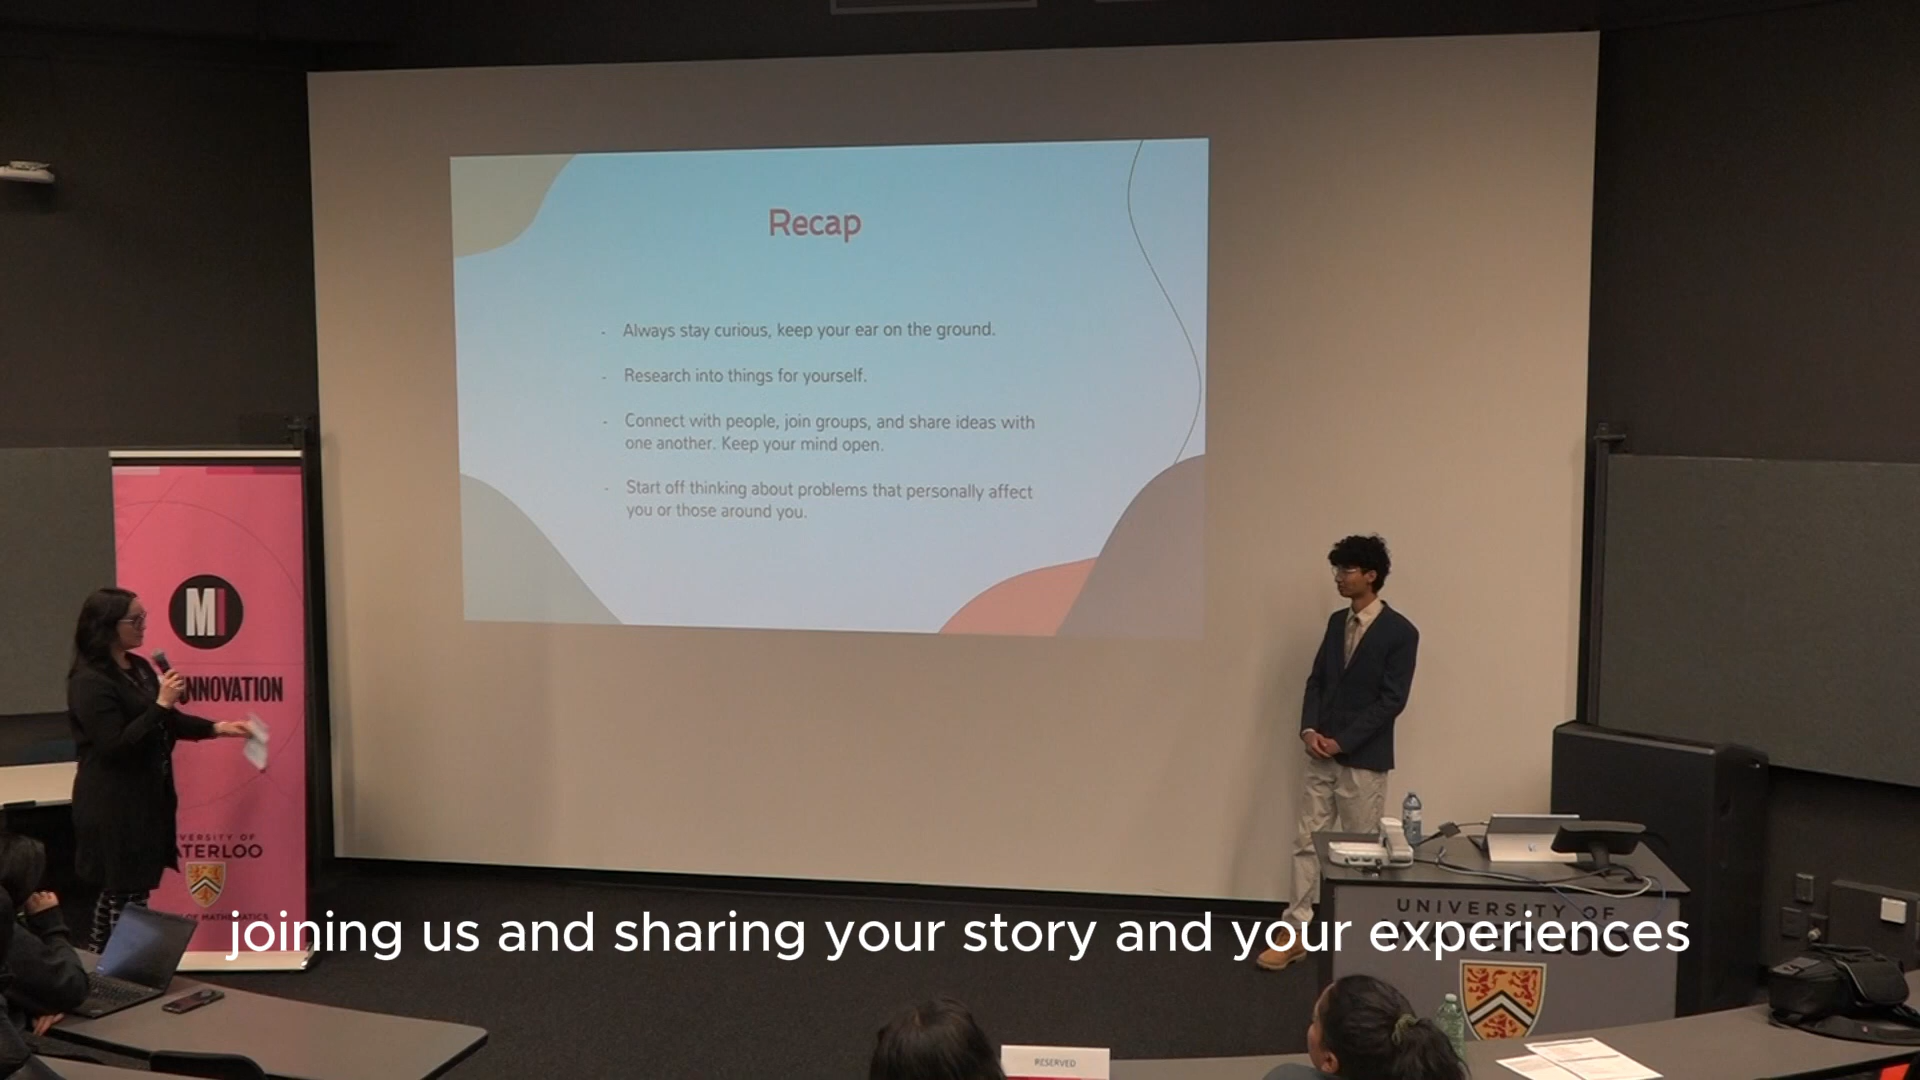 Recap
- Always stay curious, keep your ear on the ground.
- Research into things for yourself.
- Connect with people, join groups, and share ideas with
one another. Keep your mind open.
- Start off thinking about problems that personally affect
you or those around you.
MI
INNOVATION
VERSITY OF
ATERLOO
OF MATHEMATICS
UNIVERSITY OF
joining us and sharing your story and your experiences
RESERVED